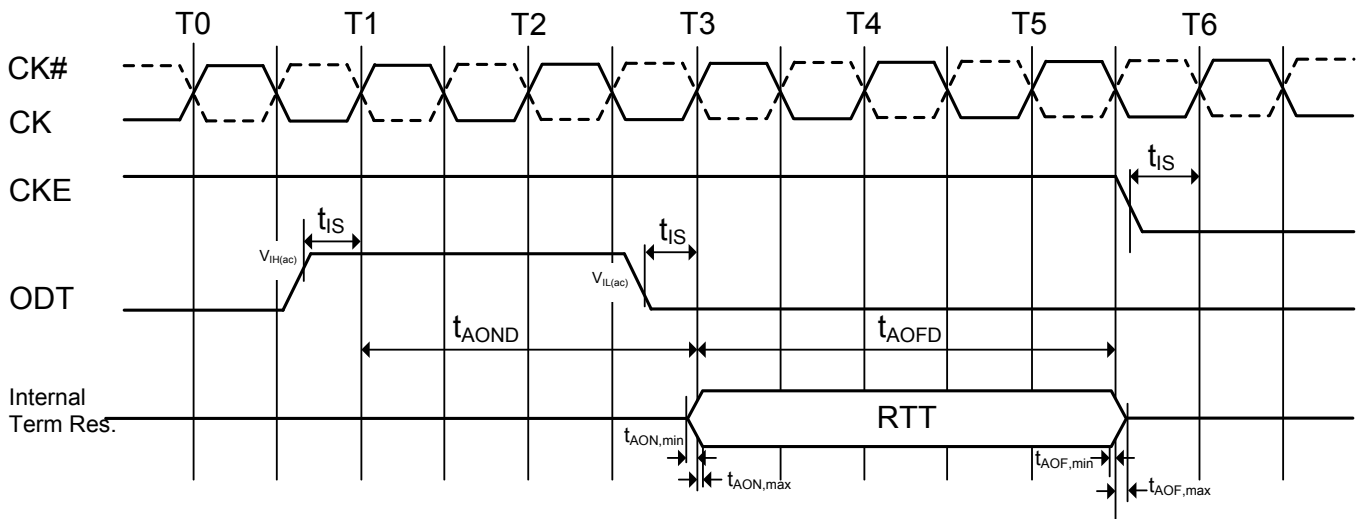 T0 T1 T2 T3 T4 T5 T6
CK#
CK
CKE
tIS
tIS
tIS
VIH(ac)
VIL(ac)
ODT
tAOND
tAOFD
Internal
Term Res.
RTT
tAON,min
tAOF,min
tAON,max
tAOF,max